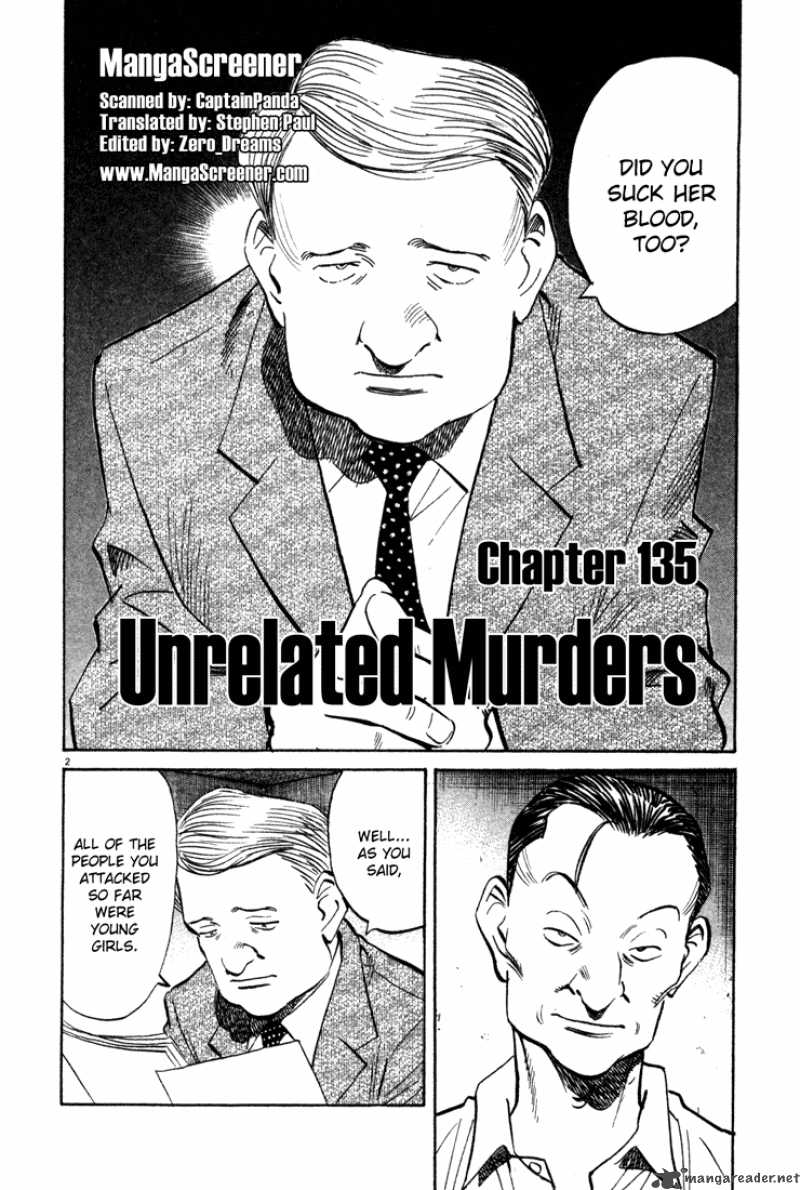 MangaScreener
Scanned by: CaptainPanda
Translated by: Stephen Paul
Edited by: Zero_Dreams
www.MangaScreener.com
DID YOU
SUCK HER
BLOOD,
TOO?
Chapter 135
Unrelated Murders
2
WELL...
AS YOU
SAID,
ALL OF THE
PEOPLE YOU
ATTACKED
SO FAR
WERE
YOUNG
GIRLS.
mangareader.net